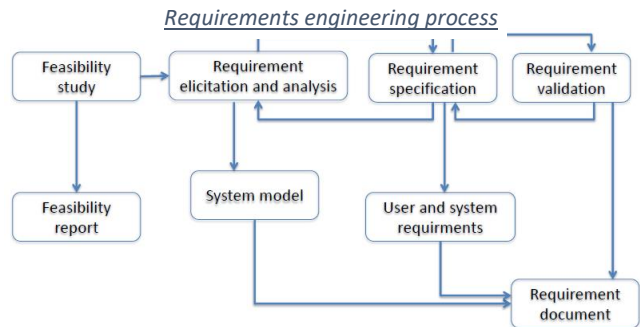 Requirements engineering process
Feasibility
study
Requirement
elicitation and analysis
Requirement
specification
Requirement
validation
Feasibility
report
System model
User and system
requirments
Requirement
document